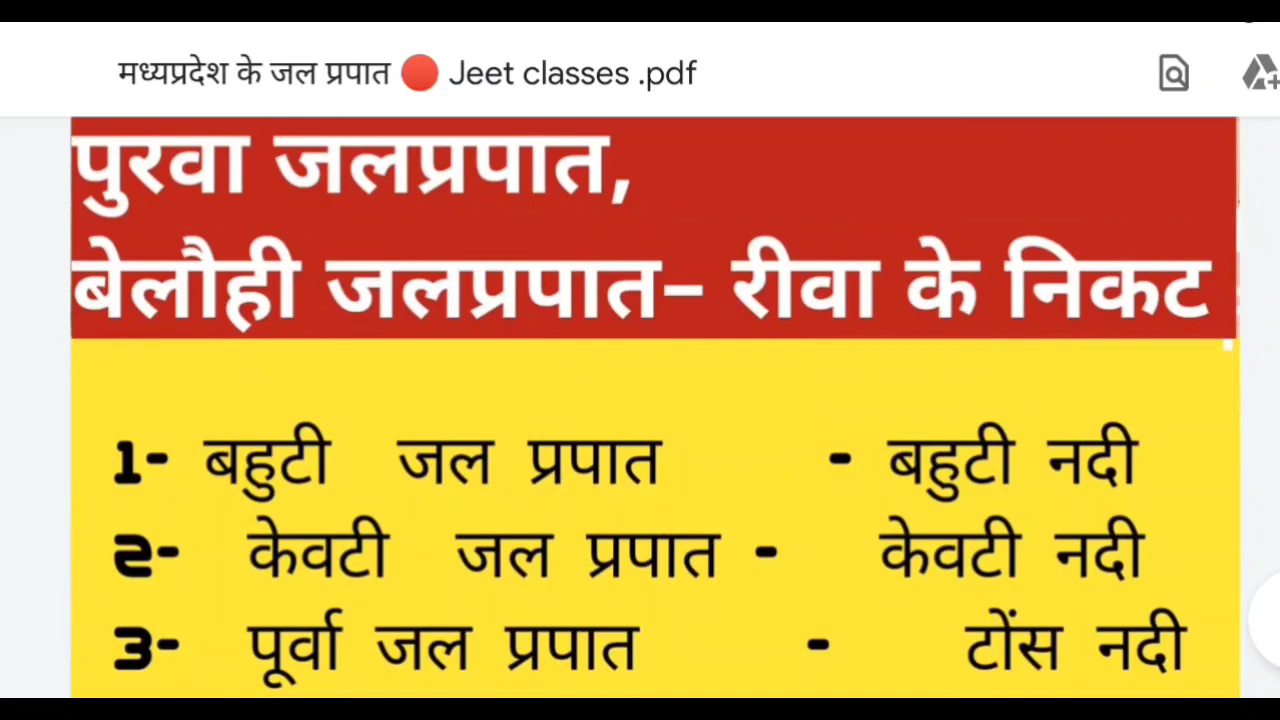 मध्यप्रदेश के जल प्रपात 🔴 Jeet classes .pdf
पुरवा जलप्रपात,
बेलौही जलप्रपात– रीवा के निकट
1- बहुटी जल प्रपात - बहुटी नदी
2- केवटी जल प्रपात - केवटी नदी
3- पूर्वा जल प्रपात - टोंस नदी